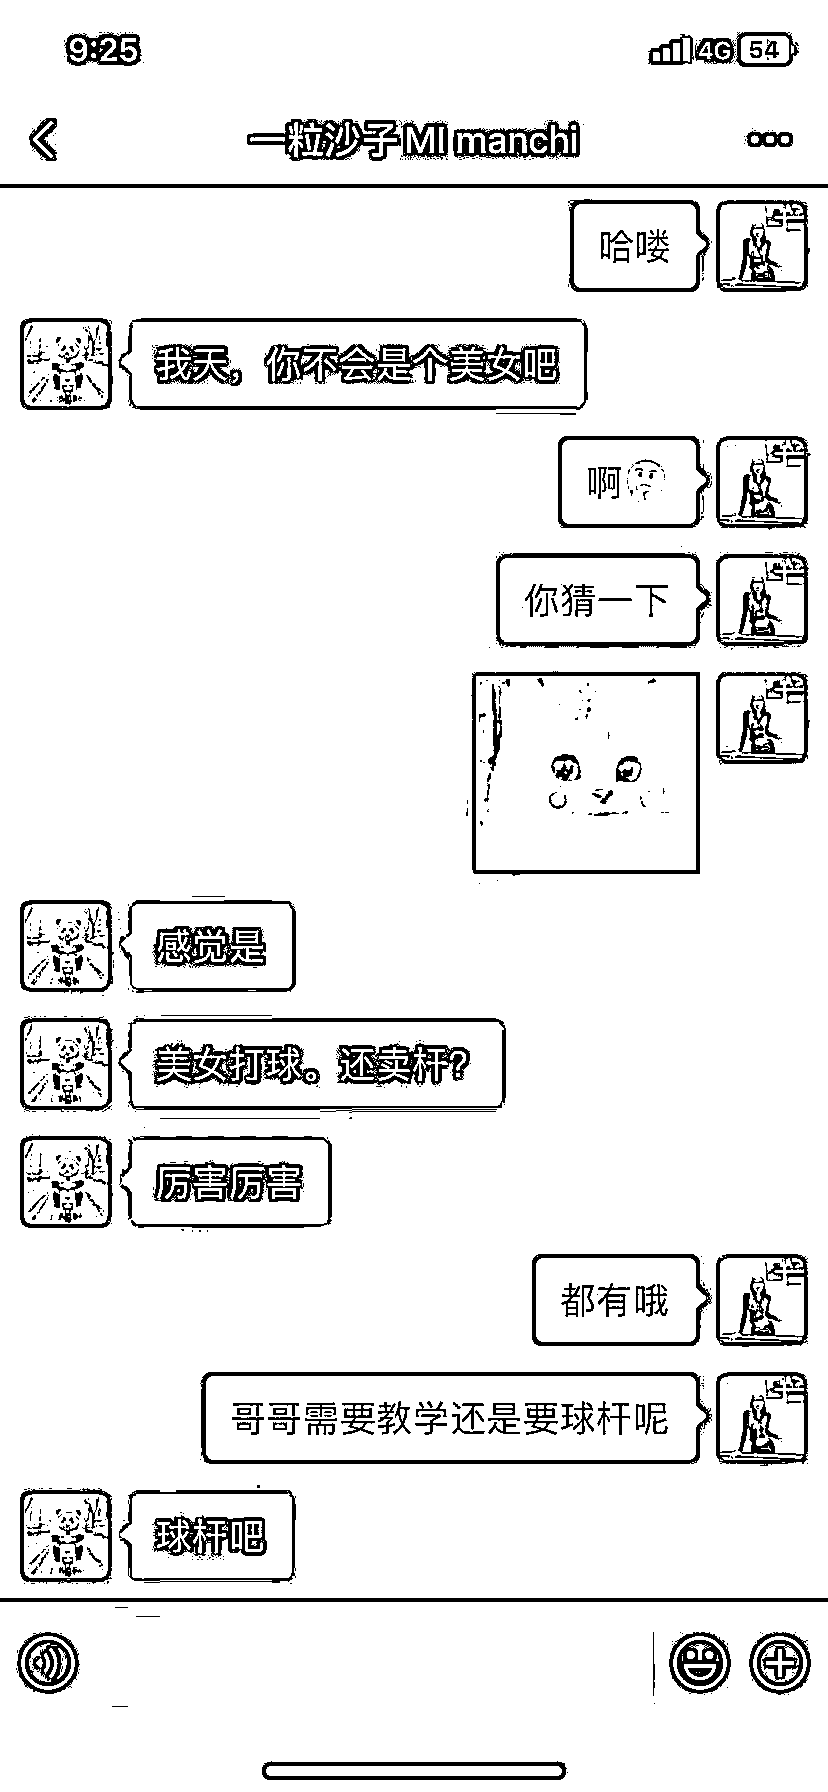 9:25
4G 54
一粒沙子 MI manchi
哈喽
我天，你不会是个美女吧
啊🤔
你猜一下
感觉是
美女打球。还卖杆？
厉害厉害
都有哦
哥哥需要教学还是要球杆呢
球杆吧